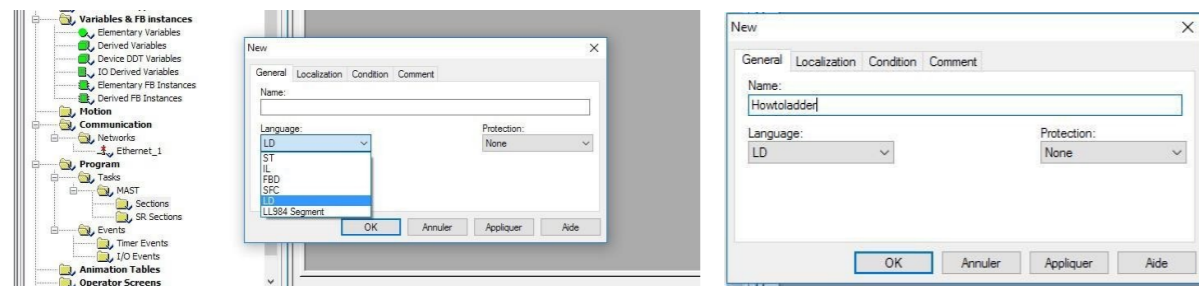 Variables & FB instances
Elementary Variables
Derived Variables
Device DDT Variables
IO Derived Variables
Elementary FB Instances
Derived FB Instances
Motion
Communication
Networks
Ethernet_1
Program
Tasks
MAST
Sections
SR Sections
Events
Timer Events
I/O Events
Animation Tables
Operator Screens
New
General Localization Condition Comment
Name:
Language: Protection:
LD None
ST
IL
FBD
SFC
LD
LL984 Segment
OK Annuler Appliquer Aide
New
General Localization Condition Comment
Name:
Howtoladder
Language: Protection:
LD None
OK Annuler Appliquer Aide